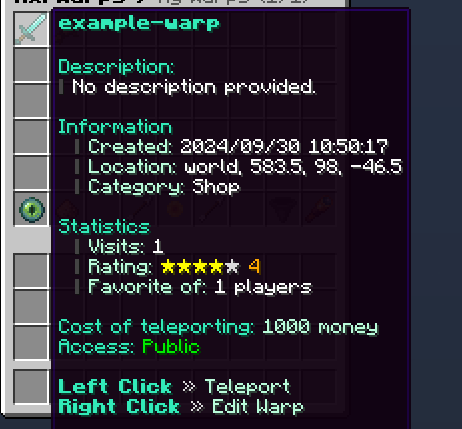 example-warp
Description:
No description provided.
Information
Created: 2024/09/30 10:50:17
Location: world, 583.5, 98, -46.5
Category: Shop
Statistics
Visits: 1
Rating: ★★★★★ 4
Favorite of: 1 players
Cost of teleporting: 1000 money
Access: Public
Left Click » Teleport
Right Click » Edit Warp